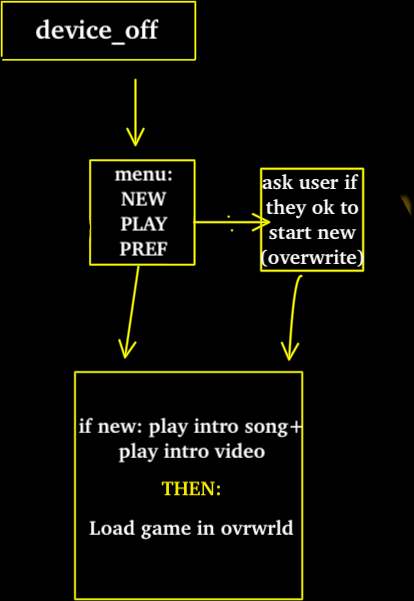 device_off
menu:
NEW
PLAY
PREF
ask user if
they ok to
start new
(overwrite)
if new: play intro song+
play intro video
THEN:
Load game in ovrwrld